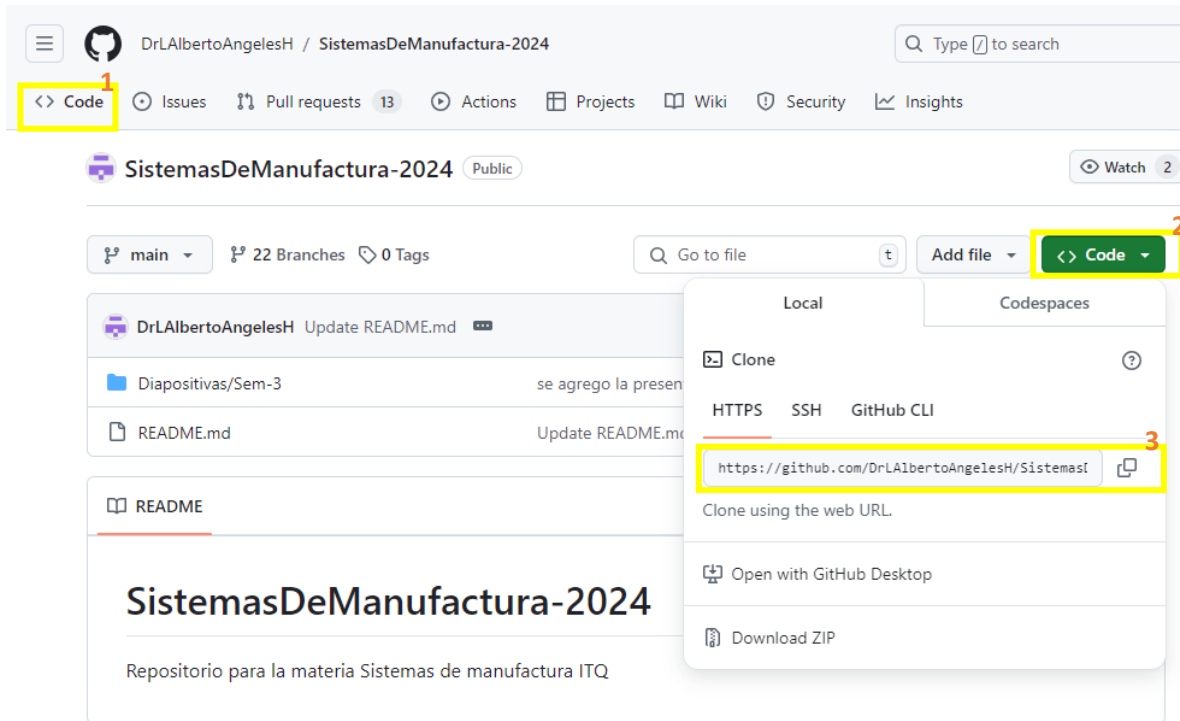 DrLAlbertoAngelesH / SistemasDeManufactura-2024
Type / to search
1
<> Code Issues Pull requests 13 Actions Projects Wiki Security Insights
SistemasDeManufactura-2024 Public
Watch 2
2
main 22 Branches 0 Tags
Go to file t
Add file
<> Code
Local Codespaces
DrLAlbertoAngelesH Update README.md
Clone
Diapositivas/Sem-3 se agrego la presen
HTTPS SSH GitHub CLI
README.md Update README.m
3
https://github.com/DrLAlbertoAngelesH/Sistemas
Clone using the web URL.
README
Open with GitHub Desktop
SistemasDeManufactura-2024
Download ZIP
Repositorio para la materia Sistemas de manufactura ITQ